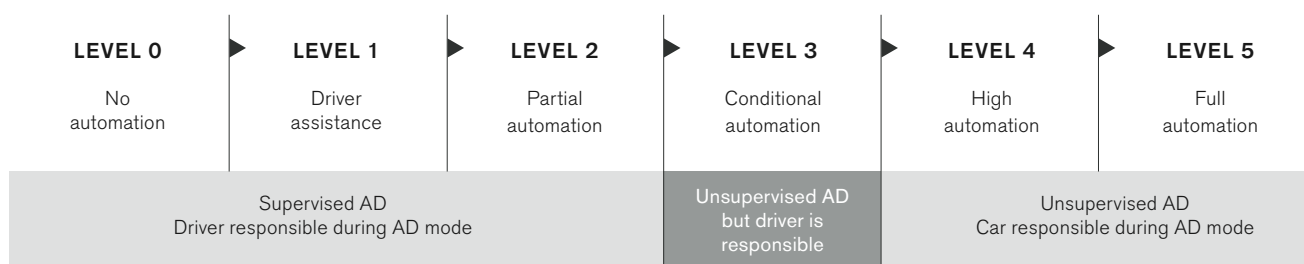 LEVEL 0
No
automation
LEVEL 1
Driver
assistance
LEVEL 2
Partial
automation
LEVEL 3
Conditional
automation
LEVEL 4
High
automation
LEVEL 5
Full
automation
Supervised AD
Driver responsible during AD mode
Unsupervised AD
but driver is
responsible
Unsupervised AD
Car responsible during AD mode